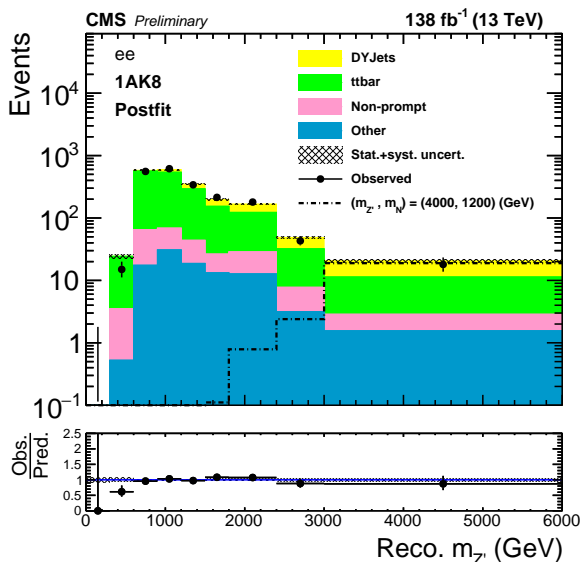 CMS Preliminary 138 fb⁻¹ (13 TeV)
Events
ee
1AK8
Postfit
DYJets
ttbar
Non-prompt
Other
Stat.+syst. uncert.
Observed
(m_Z' , m_N) = (4000, 1200) (GeV)
10⁴
10³
10²
10
1
10⁻¹
Obs.
Pred.
2.5
2
1.5
1
0.5
0
0 1000 2000 3000 4000 5000 6000
Reco. m_Z' (GeV)